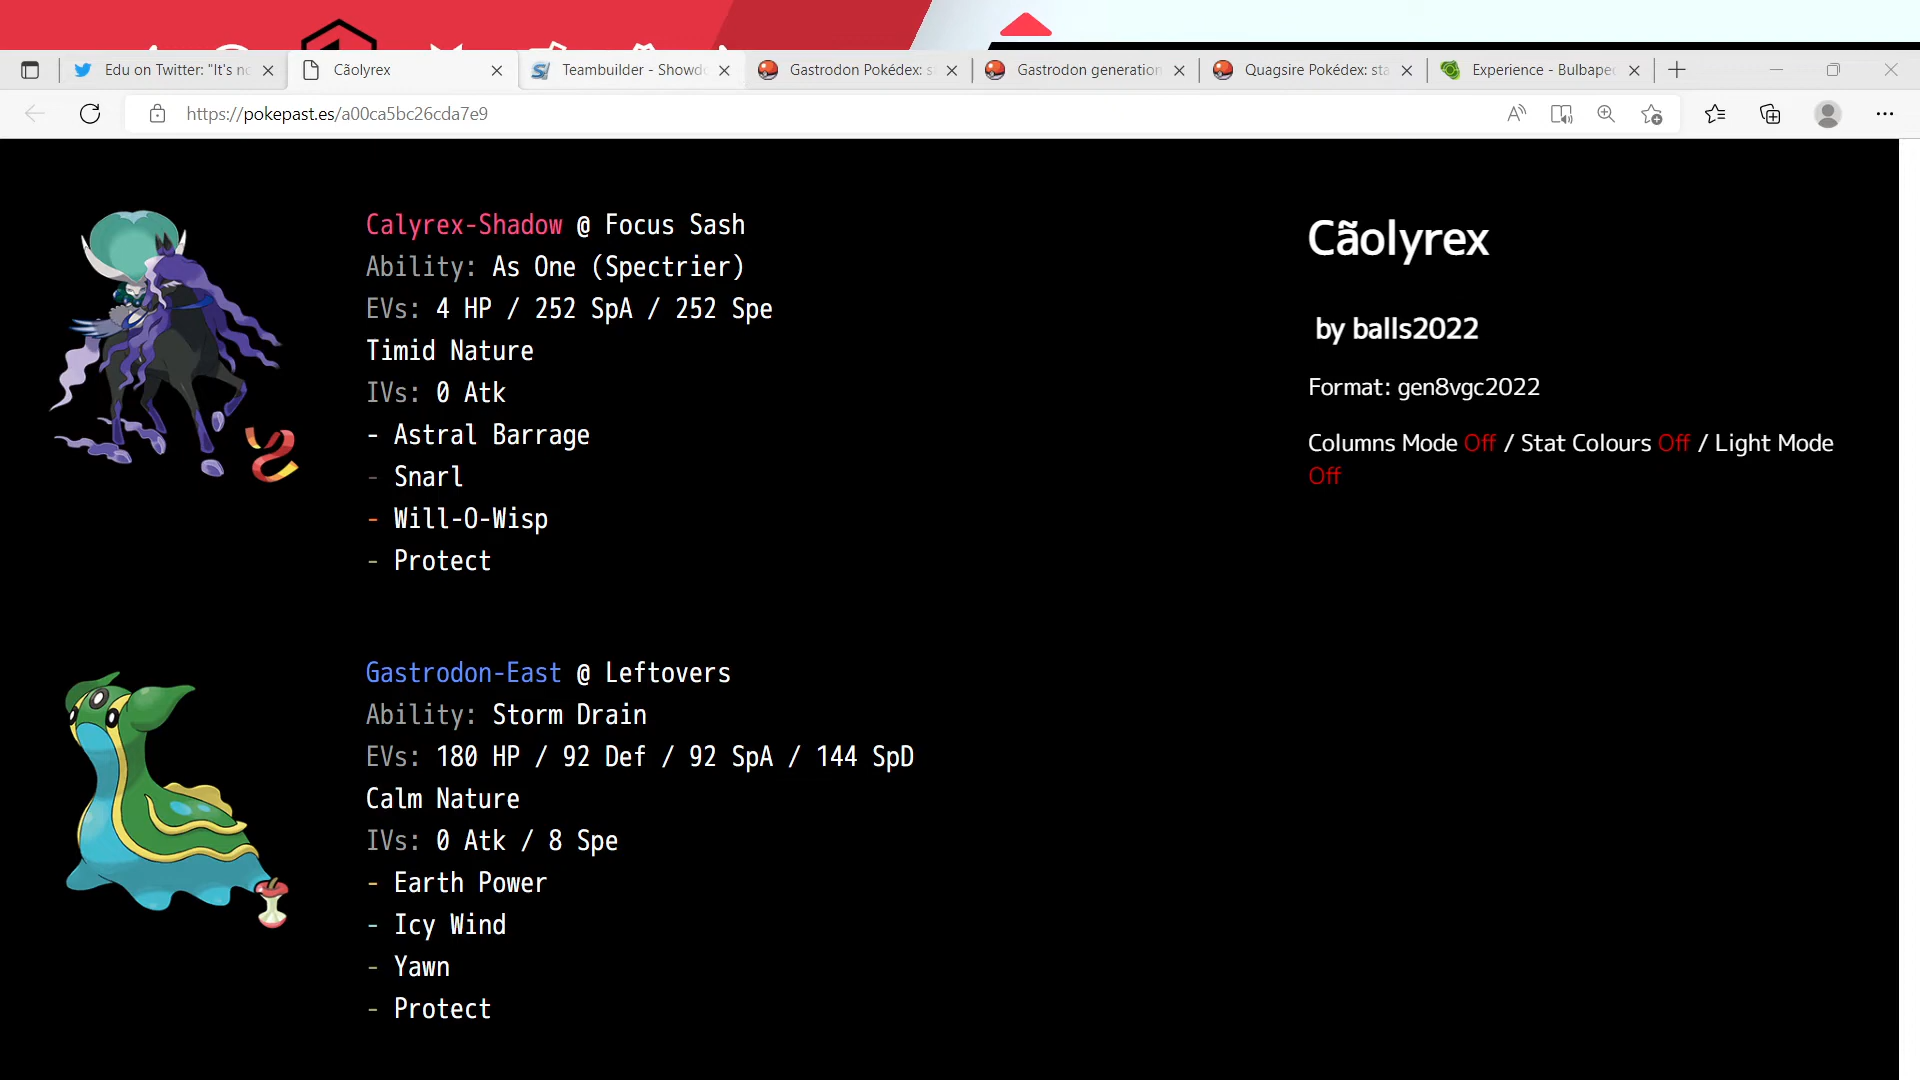 Edu on Twitter: "It's no
Cãolyrex
Teambuilder - Showdo
Gastrodon Pokédex: s
Gastrodon generation
Quagsire Pokédex: sta
Experience - Bulbaped
https://pokepast.es/a00ca5bc26cda7e9
Calyrex-Shadow @ Focus Sash
Ability: As One (Spectrier)
EVs: 4 HP / 252 SpA / 252 Spe
Timid Nature
IVs: 0 Atk
- Astral Barrage
- Snarl
- Will-O-Wisp
- Protect
Gastrodon-East @ Leftovers
Ability: Storm Drain
EVs: 180 HP / 92 Def / 92 SpA / 144 SpD
Calm Nature
IVs: 0 Atk / 8 Spe
- Earth Power
- Icy Wind
- Yawn
- Protect
Cãolyrex
by balls2022
Format: gen8vgc2022
Columns Mode Off / Stat Colours Off / Light Mode
Off